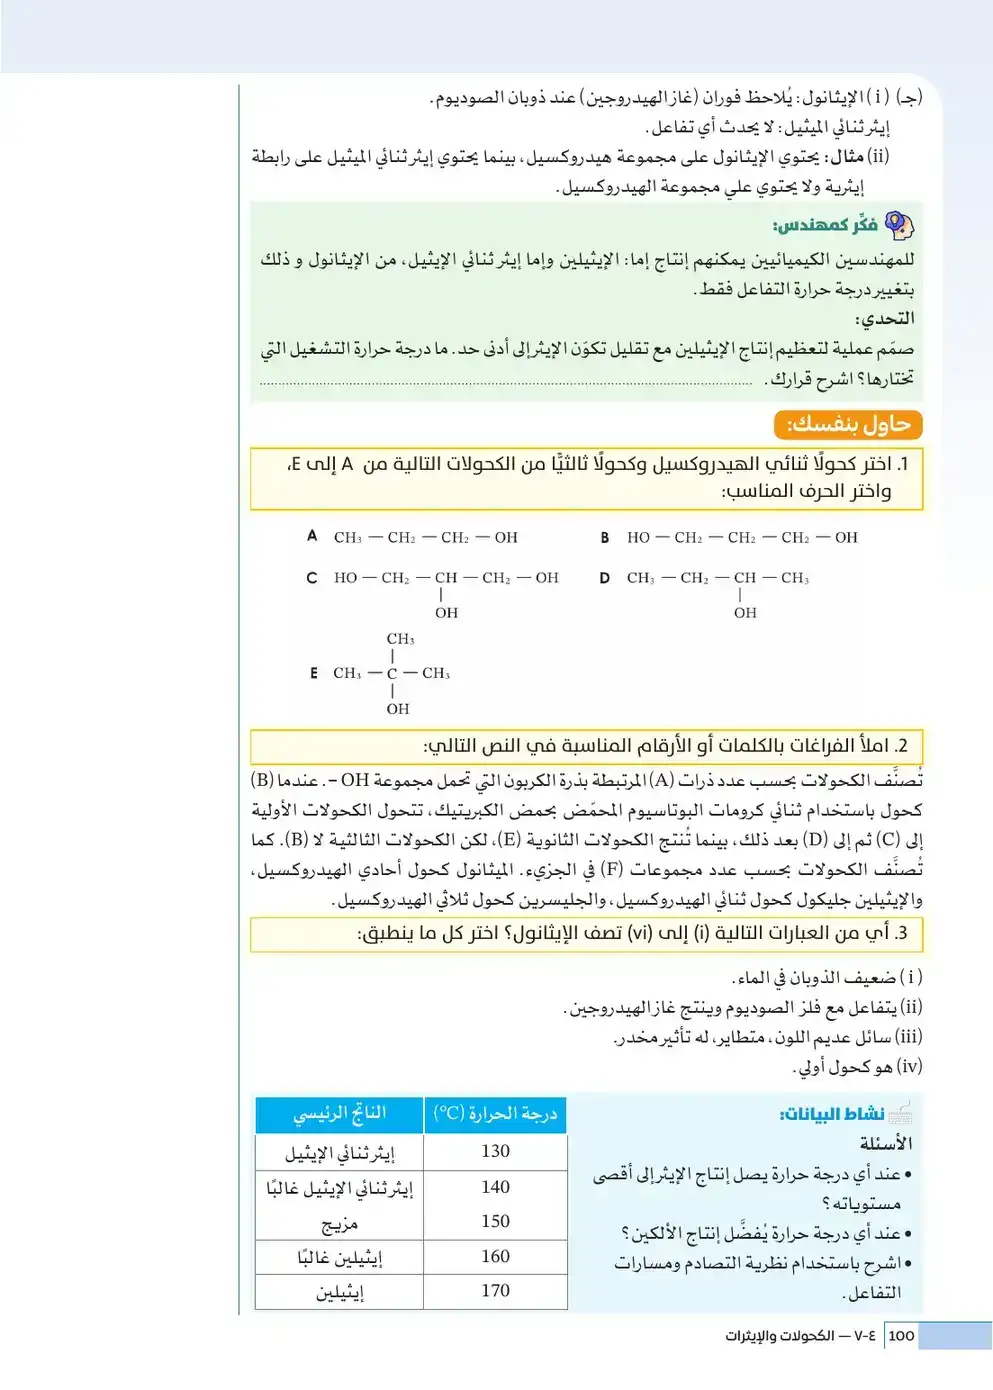 (جـ) (i) الإيثانول: يُلاحظ فوران (غاز الهيدروجين) عند ذوبان الصوديوم.
إيثر ثنائي الميثيل: لا يحدث أي تفاعل.
(ii) مثال: يحتوي الإيثانول على مجموعة هيدروكسيل، بينما يحتوي إيثر ثنائي الميثيل على رابطة
إيثرية ولا يحتوي علي مجموعة الهيدروكسيل.
فكِّر كمهندس:
للمهندسين الكيميائيين يمكنهم إنتاج إما: الإيثيلين وإما إيثر ثنائي الإيثيل، من الإيثانول و ذلك
بتغيير درجة حرارة التفاعل فقط.
التحدي:
صمّم عملية لتعظيم إنتاج الإيثيلين مع تقليل تكوّن الإيثر إلى أدنى حد. ما درجة حرارة التشغيل التي
تختارها؟ اشرح قرارك. ........................................
حاول بنفسك:
1. اختر كحولًا ثنائي الهيدروكسيل وكحولًا ثالثيًّا من الكحولات التالية من A إلى E،
واختر الحرف المناسب:
A CH₃ — CH₂ — CH₂ — OH B HO — CH₂ — CH₂ — CH₂ — OH
C HO — CH₂ — CH — CH₂ — OH D CH₃ — CH₂ — CH — CH₃
OH OH
CH₃
E CH₃ — C — CH₃
OH
2. املأ الفراغات بالكلمات أو الأرقام المناسبة في النص التالي:
تُصنَّف الكحولات بحسب عدد ذرات (A) المرتبطة بذرة الكربون التي تحمل مجموعة OH –. عندما (B)
كحول باستخدام ثنائي كرومات البوتاسيوم المحمّض بحمض الكبريتيك، تتحول الكحولات الأولية
إلى (C) ثم إلى (D) بعد ذلك، بينما تُنتج الكحولات الثانوية (E)، لكن الكحولات الثالثية لا (B). كما
تُصنَّف الكحولات بحسب عدد مجموعات (F) في الجزيء. الميثانول كحول أحادي الهيدروكسيل،
والإيثيلين جليكول كحول ثنائي الهيدروكسيل، والجليسرين كحول ثلاثي الهيدروكسيل.
3. أي من العبارات التالية (i) إلى (vi) تصف الإيثانول؟ اختر كل ما ينطبق:
(i) ضعيف الذوبان في الماء.
(ii) يتفاعل مع فلز الصوديوم وينتج غاز الهيدروجين.
(iii) سائل عديم اللون، متطاير، له تأثير مخدر.
(iv) هو كحول أولي.
نشاط البيانات:
الأسئلة
• عند أي درجة حرارة يصل إنتاج الإيثر إلى أقصى
مستوياته؟
• عند أي درجة حرارة يُفضَّل إنتاج الألكين؟
• اشرح باستخدام نظرية التصادم ومسارات
التفاعل.
درجة الحرارة (°C) الناتج الرئيسي
130 إيثر ثنائي الإيثيل
140 إيثر ثنائي الإيثيل غالبًا
150 مزيج
160 إيثيلين غالبًا
170 إيثيلين
100 ٤-٧ — الكحولات والإيثرات